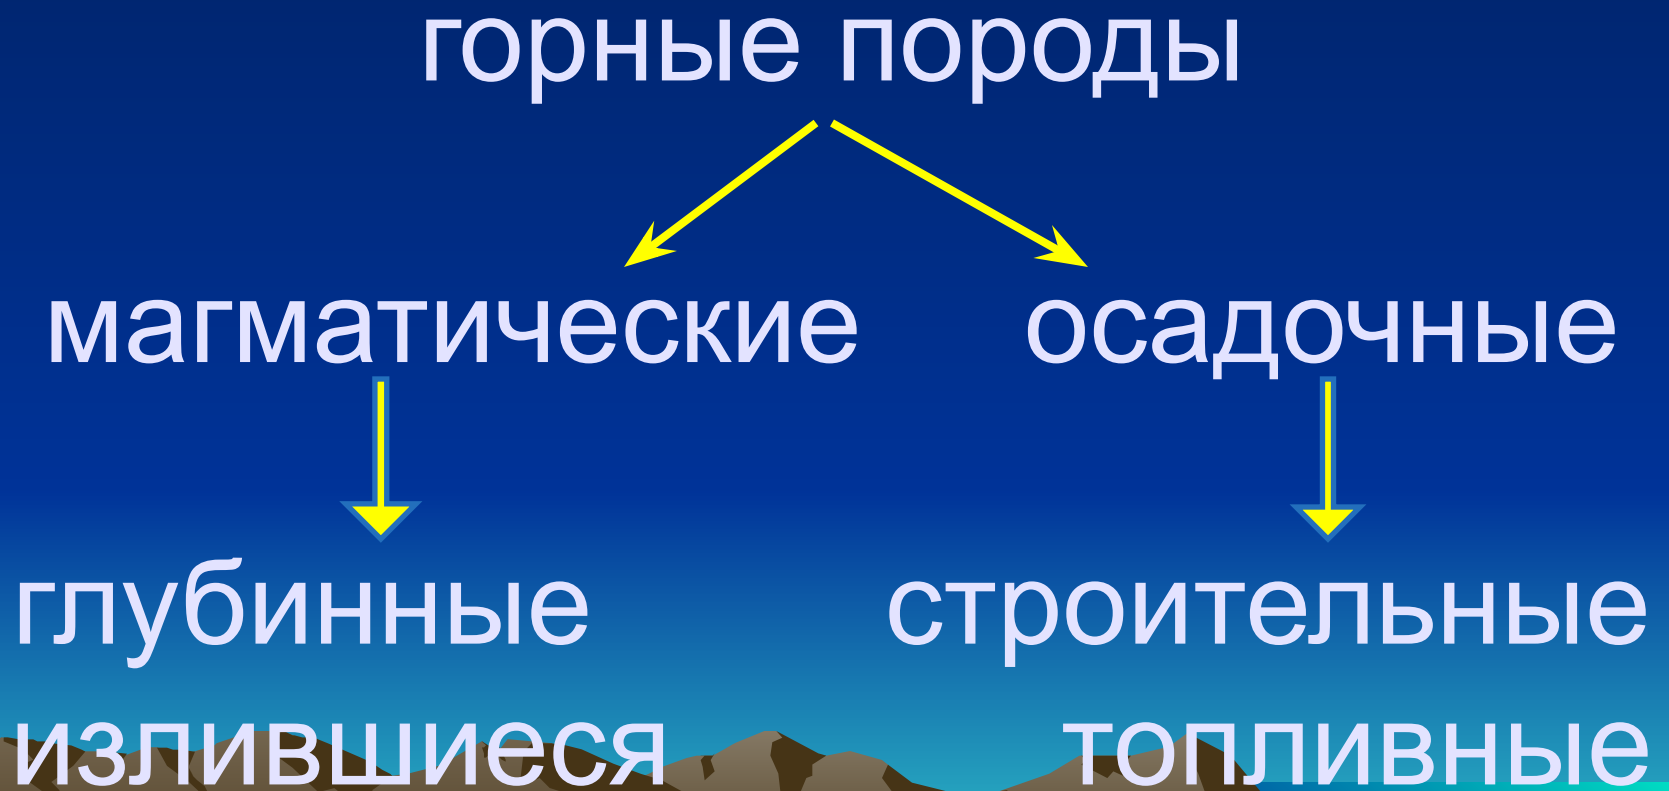 горные породы
магматические осадочные
глубинные строительные
излившиеся топливные